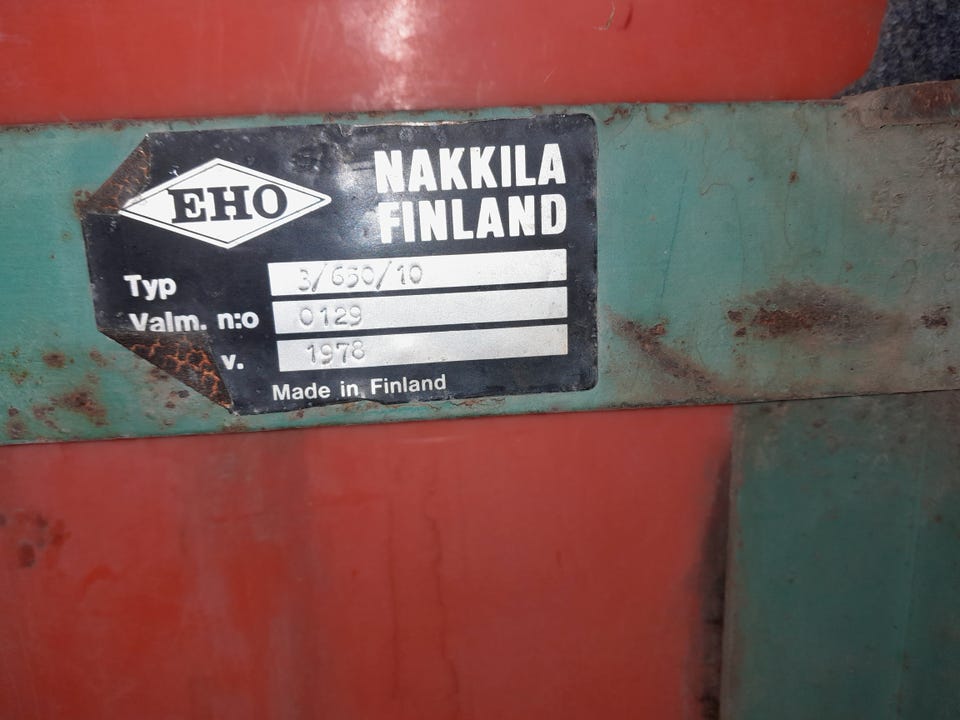 EHO
NAKKILA
FINLAND
Typ 3/650/10
Valm. n:o 0129
v. 1978
Made in Finland